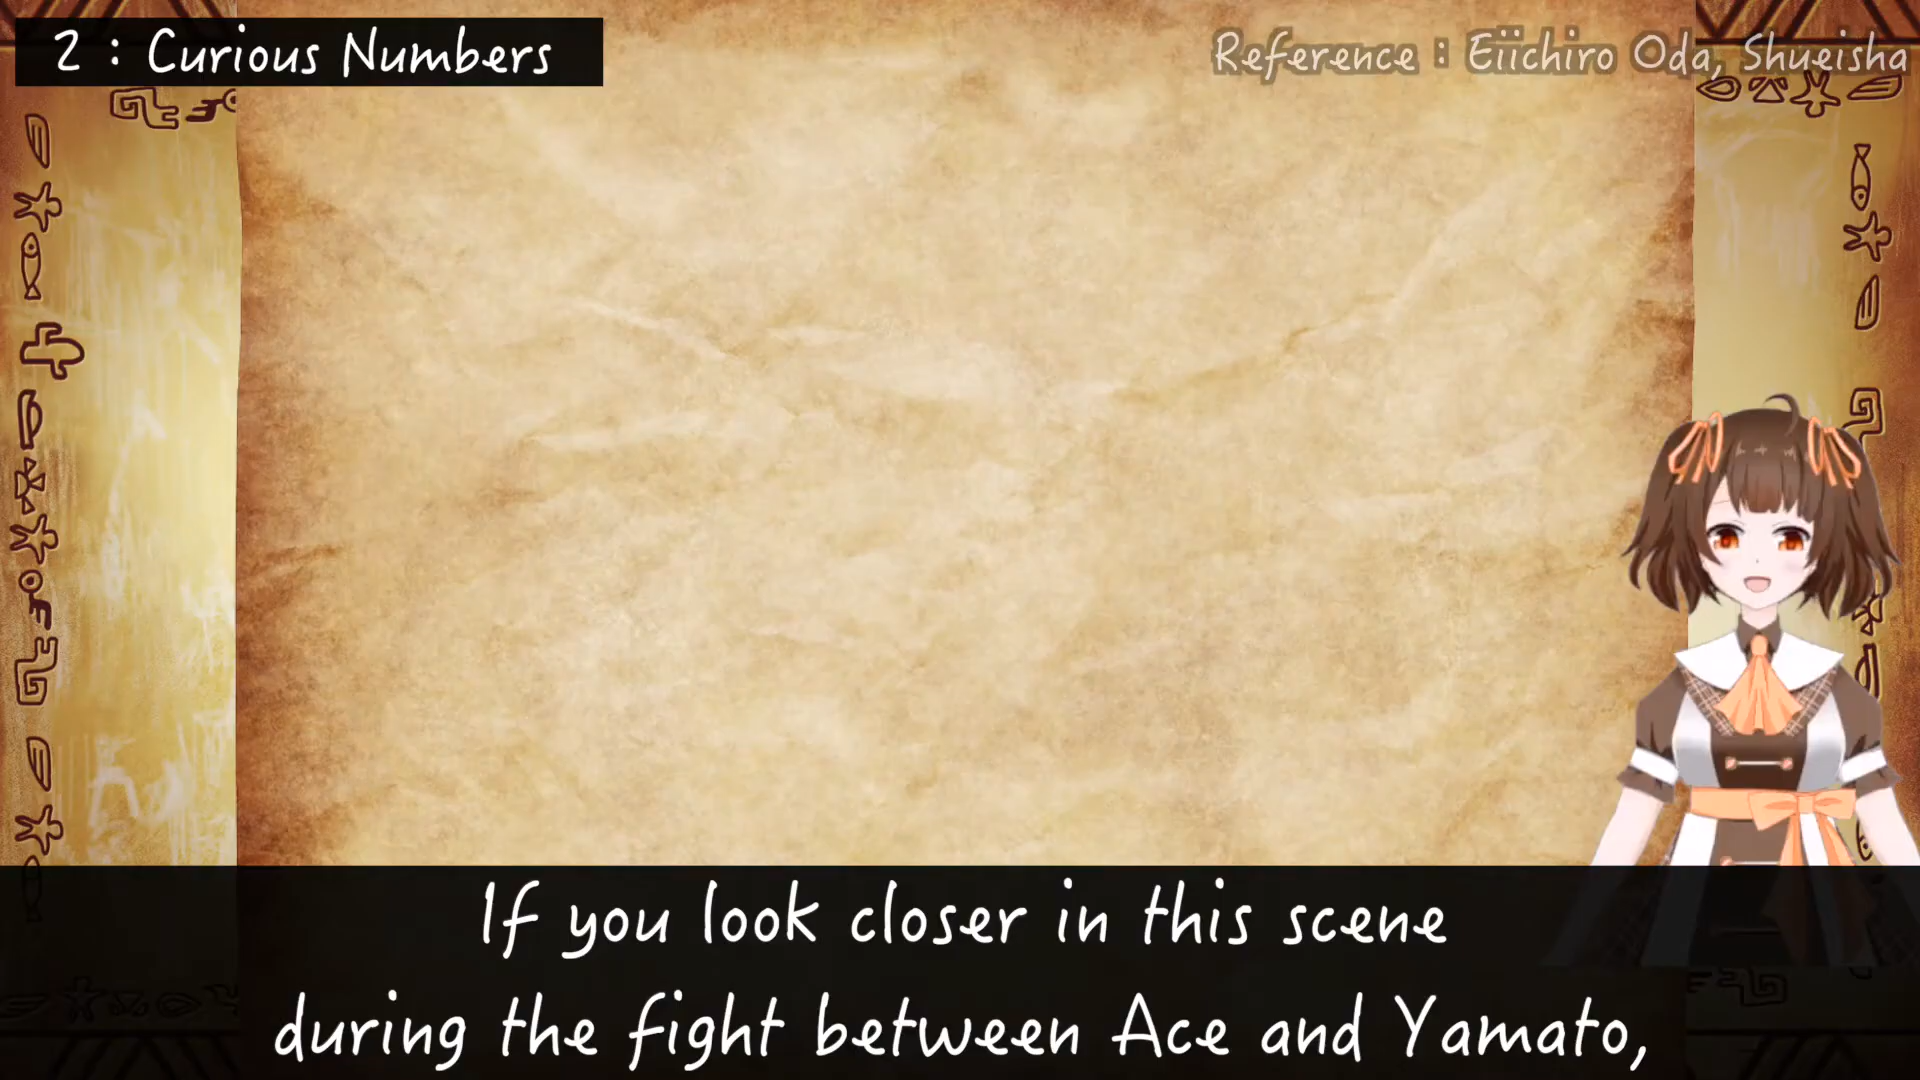 2 : Curious Numbers
Reference : Eiichiro Oda, Shueisha
If you look closer in this scene
during the fight between Ace and Yamato,